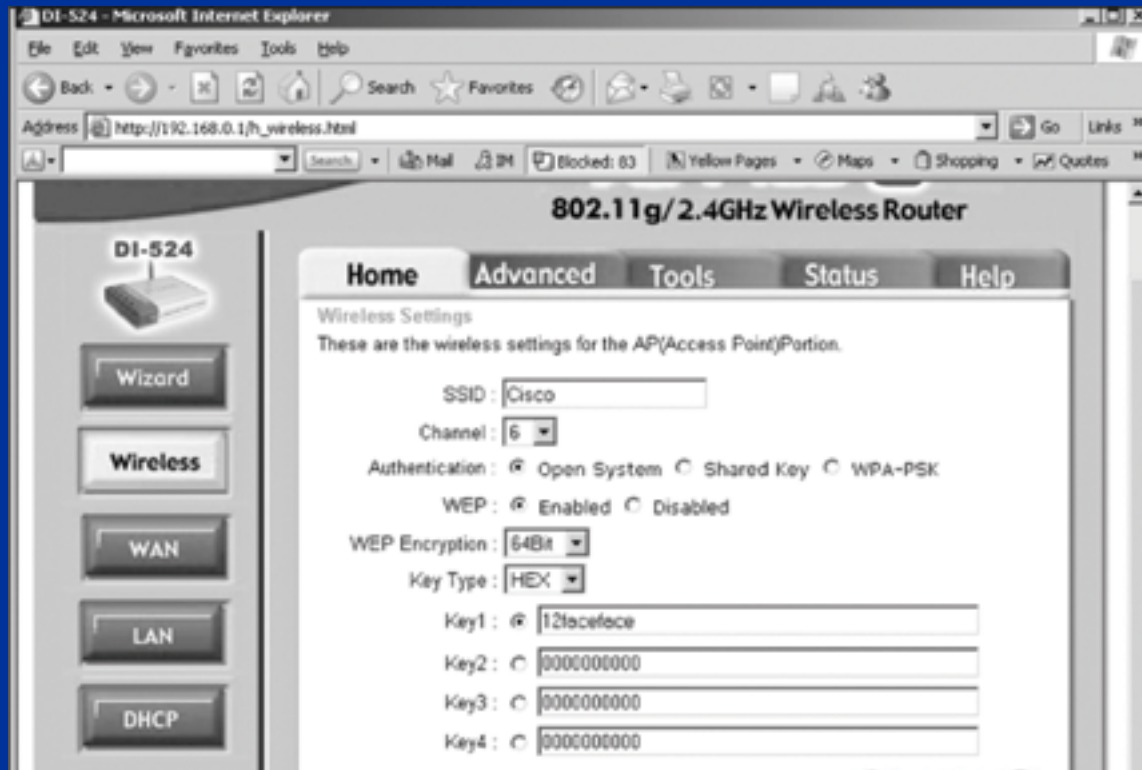 DI-524 - Microsoft Internet Explorer
File Edit View Favorites Tools Help
Back Search Favorites
Address http://192.168.0.1/h_wireless.html Go Links
Search Mail IM Blocked: 83 Yellow Pages Maps Shopping Quotes
802.11g/2.4GHz Wireless Router
DI-524
Home Advanced Tools Status Help
Wireless Settings
These are the wireless settings for the AP(Access Point)Portion.
Wizard
SSID : Cisco
Channel : 6
Wireless
Authentication : Open System Shared Key WPA-PSK
WEP : Enabled Disabled
WAN
WEP Encryption : 64Bit
Key Type : HEX
LAN
Key1 : 12faceface
Key2 : 0000000000
Key3 : 0000000000
DHCP
Key4 : 0000000000